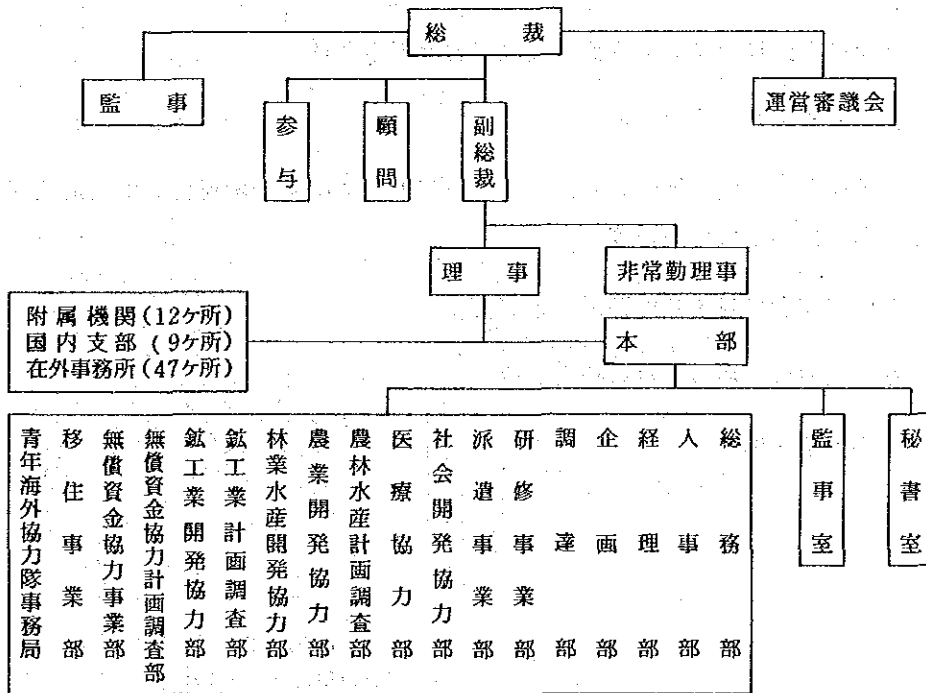 総裁
監事
運営審議会
参与
顧問
副総裁
理事
非常勤理事
附属機関(12ケ所)
国内支部(9ケ所)
在外事務所(47ケ所)
本部
秘書室
監事室
総務部
人事部
経理部
企画部
調達部
研修事業部
派遣事業部
社会開発協力部
医療協力部
農林水産計画調査部
農業開発協力部
林業水産開発協力部
鉱工業計画調査部
鉱工業開発協力部
無償資金協力計画調査部
無償資金協力事業部
移住事業部
青年海外協力隊事務局